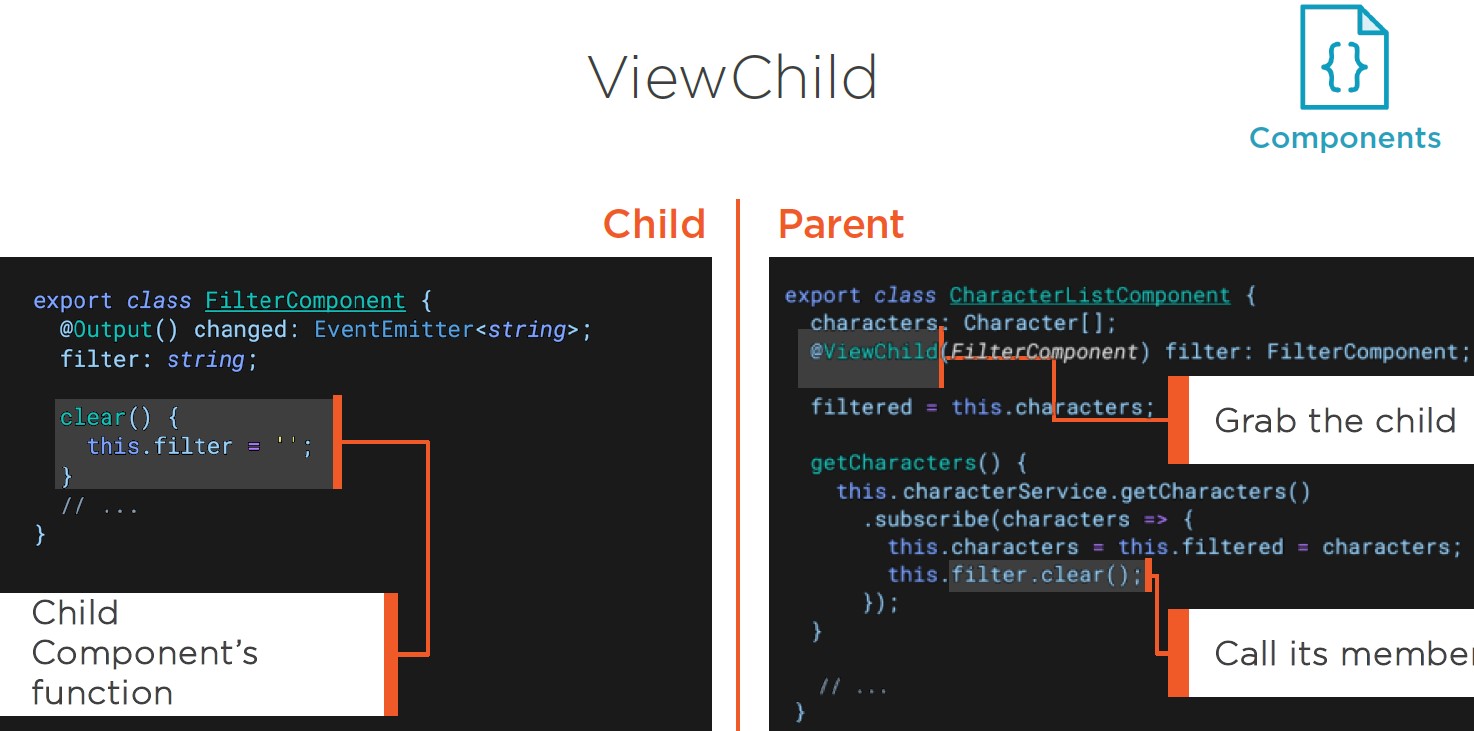 ViewChild
{}
Components
Child
export class FilterComponent {
@Output() changed: EventEmitter<string>;
filter: string;
clear() {
this.filter = '';
}
// ...
}
Child
Component’s
function
Parent
export class CharacterListComponent {
characters: Character[];
@ViewChild(FilterComponent) filter: FilterComponent;
filtered = this.characters;
Grab the child
getCharacters() {
this.characterService.getCharacters()
.subscribe(characters => {
this.characters = this.filtered = characters;
this.filter.clear();
});
}
Call its member
// ...
}